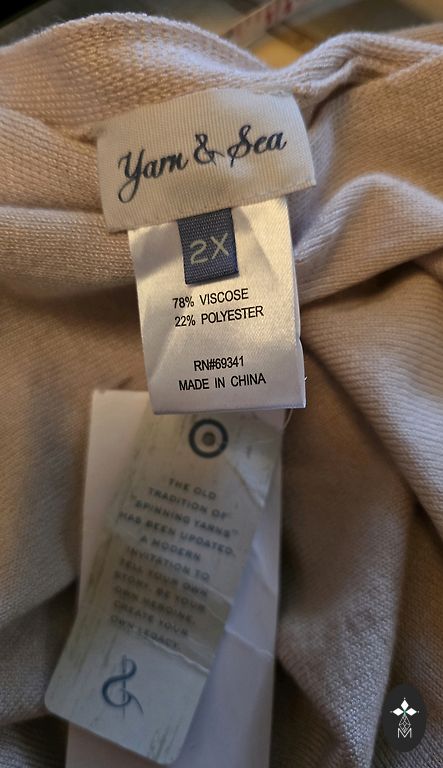 Yarn & Sea
2X
78% VISCOSE
22% POLYESTER
RN#69341
MADE IN CHINA
THE OLD
TRADITION OF
"SPINNING YARNS"
HAS BEEN UPDATED.
A MODERN
INVITATION TO
TELL YOUR OWN
STORY. BE YOUR
OWN HEROINE.
CREATE YOUR
OWN LEGACY.
&
M